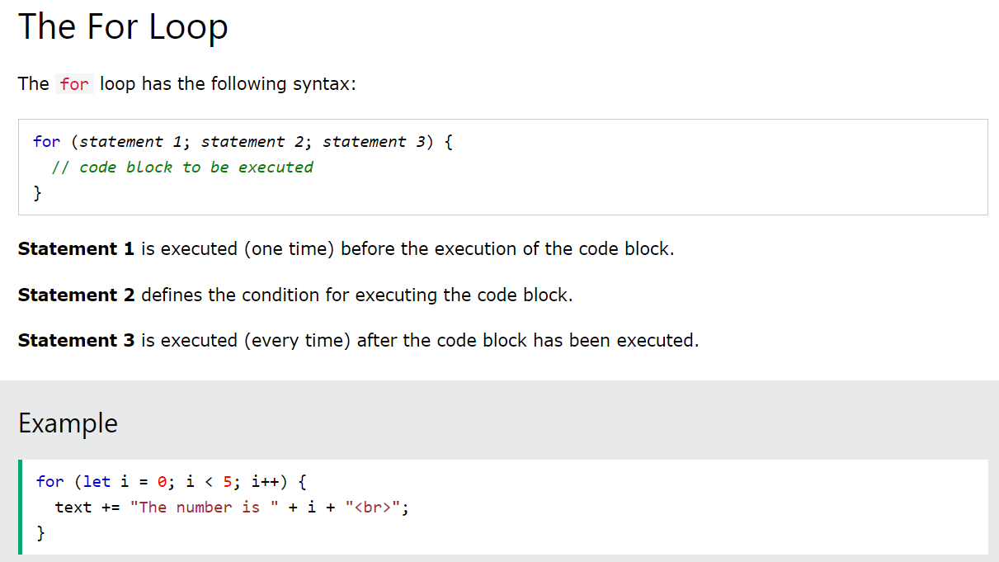 The For Loop
The for loop has the following syntax:
for (statement 1; statement 2; statement 3) {
  // code block to be executed
}
Statement 1 is executed (one time) before the execution of the code block.
Statement 2 defines the condition for executing the code block.
Statement 3 is executed (every time) after the code block has been executed.
Example
for (let i = 0; i < 5; i++) {
  text += "The number is " + i + "<br>";
}